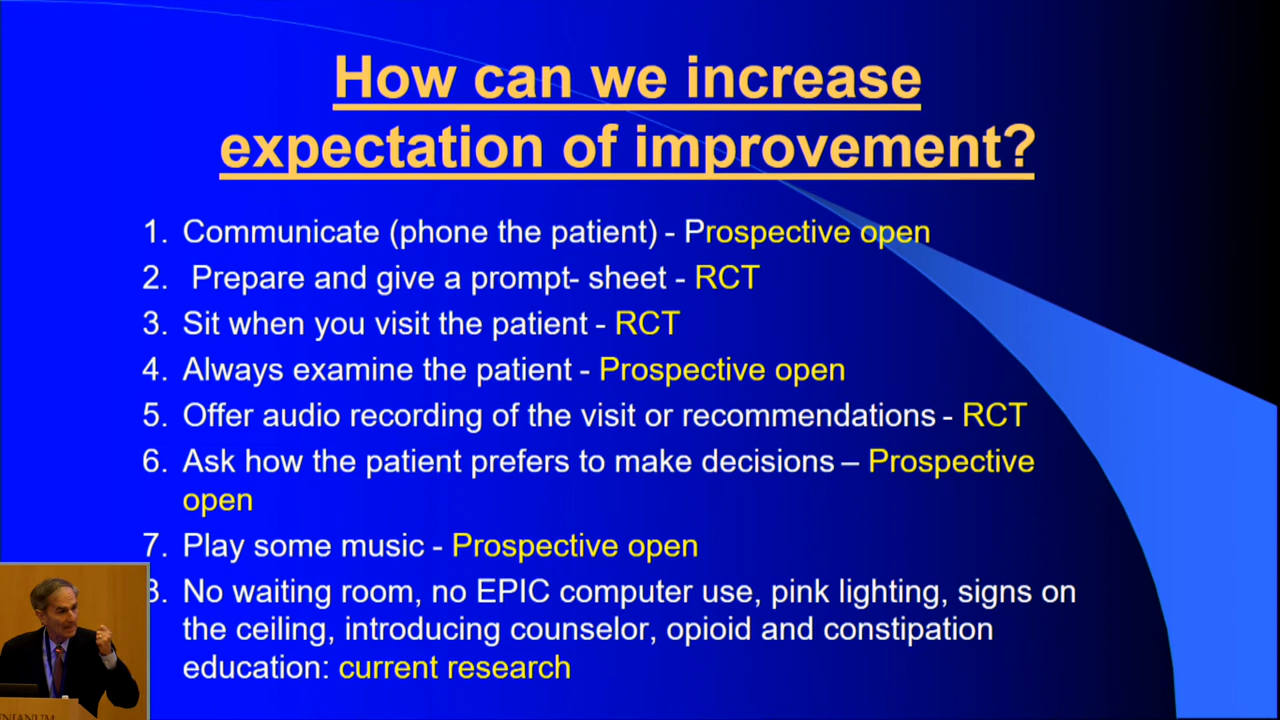 How can we increase
expectation of improvement?
1. Communicate (phone the patient) - Prospective open
2. Prepare and give a prompt- sheet - RCT
3. Sit when you visit the patient - RCT
4. Always examine the patient - Prospective open
5. Offer audio recording of the visit or recommendations - RCT
6. Ask how the patient prefers to make decisions – Prospective
open
7. Play some music - Prospective open
8. No waiting room, no EPIC computer use, pink lighting, signs on
the ceiling, introducing counselor, opioid and constipation
education: current research